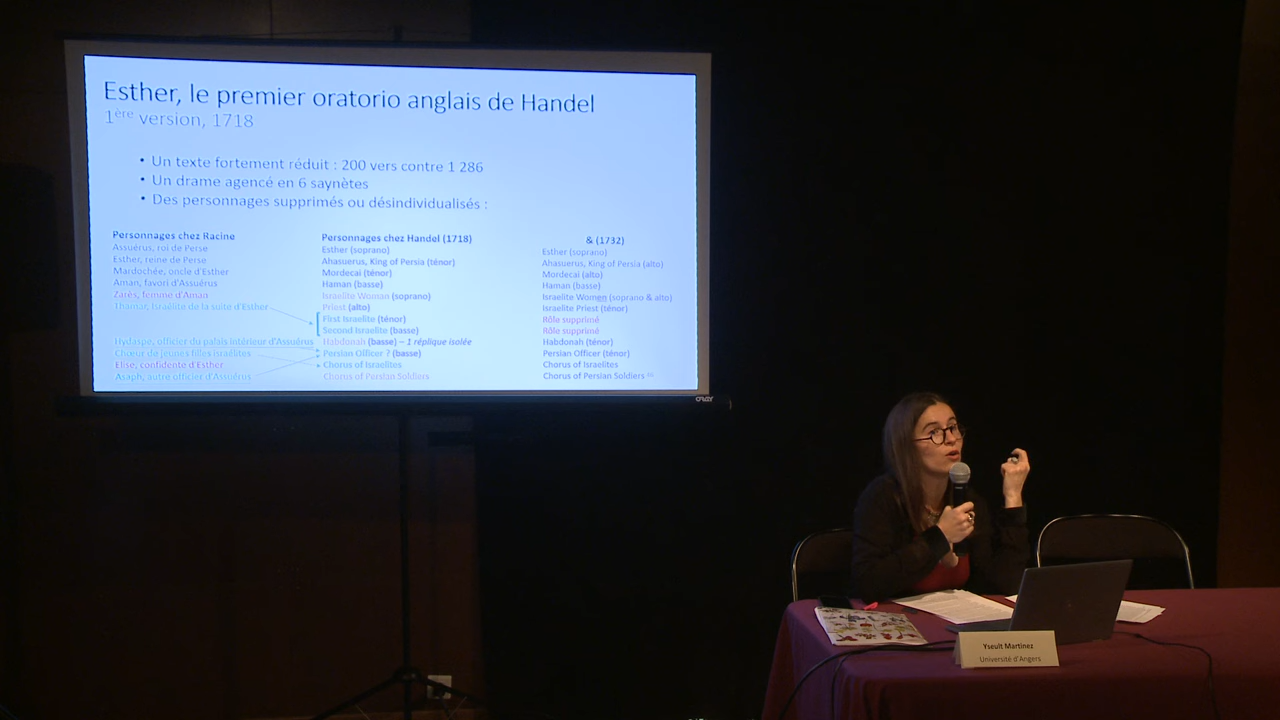 Esther, le premier oratorio anglais de Handel
1ère version, 1718
• Un texte fortement réduit : 200 vers contre 1 286
• Un drame agencé en 6 saynètes
• Des personnages supprimés ou désindividualisés :
Personnages chez Racine
Assuérus, roi de Perse
Esther, reine de Perse
Mardochée, oncle d'Esther
Aman, favori d'Assuérus
Zarès, femme d'Aman
Thamar, Israélite de la suite d'Esther
Hydaspe, officier du palais intérieur d'Assuérus
Chœur de jeunes filles israélites
Elise, confidente d'Esther
Asaph, autre officier d'Assuérus
Personnages chez Handel (1718)
Esther (soprano)
Ahasuerus, King of Persia (ténor)
Mordecai (ténor)
Haman (basse)
Israelite Woman (soprano)
Priest (alto)
First Israelite (ténor)
Second Israelite (basse)
Habdonah (basse) – 1 réplique isolée
Persian Officer ? (basse)
Chorus of Israelites
Chorus of Persian Soldiers
& (1732)
Esther (soprano)
Ahasuerus, King of Persia (alto)
Mordecai (alto)
Haman (basse)
Israelite Women (soprano & alto)
Israelite Priest (ténor)
Rôle supprimé
Rôle supprimé
Habdonah (ténor)
Persian Officer (ténor)
Chorus of Israelites
Chorus of Persian Soldiers
oray
Yseult Martinez
Université d'Angers